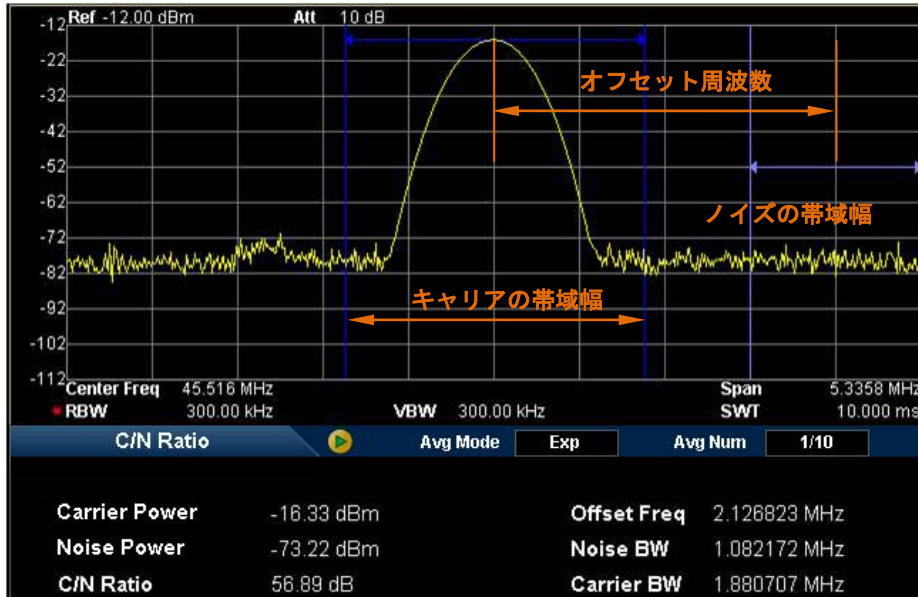 Ref -12.00 dBm Att 10 dB
-12
-22
-32
-42
-52
-62
-72
-82
-92
-102
-112
オフセット周波数
ノイズの帯域幅
キャリアの帯域幅
Center Freq 45.516 MHz Span 5.3358 MHz
RBW 300.00 kHz VBW 300.00 kHz SWT 10.000 ms
C/N Ratio Avg Mode Exp Avg Num 1/10
Carrier Power -16.33 dBm Offset Freq 2.126823 MHz
Noise Power -73.22 dBm Noise BW 1.082172 MHz
C/N Ratio 56.89 dB Carrier BW 1.880707 MHz